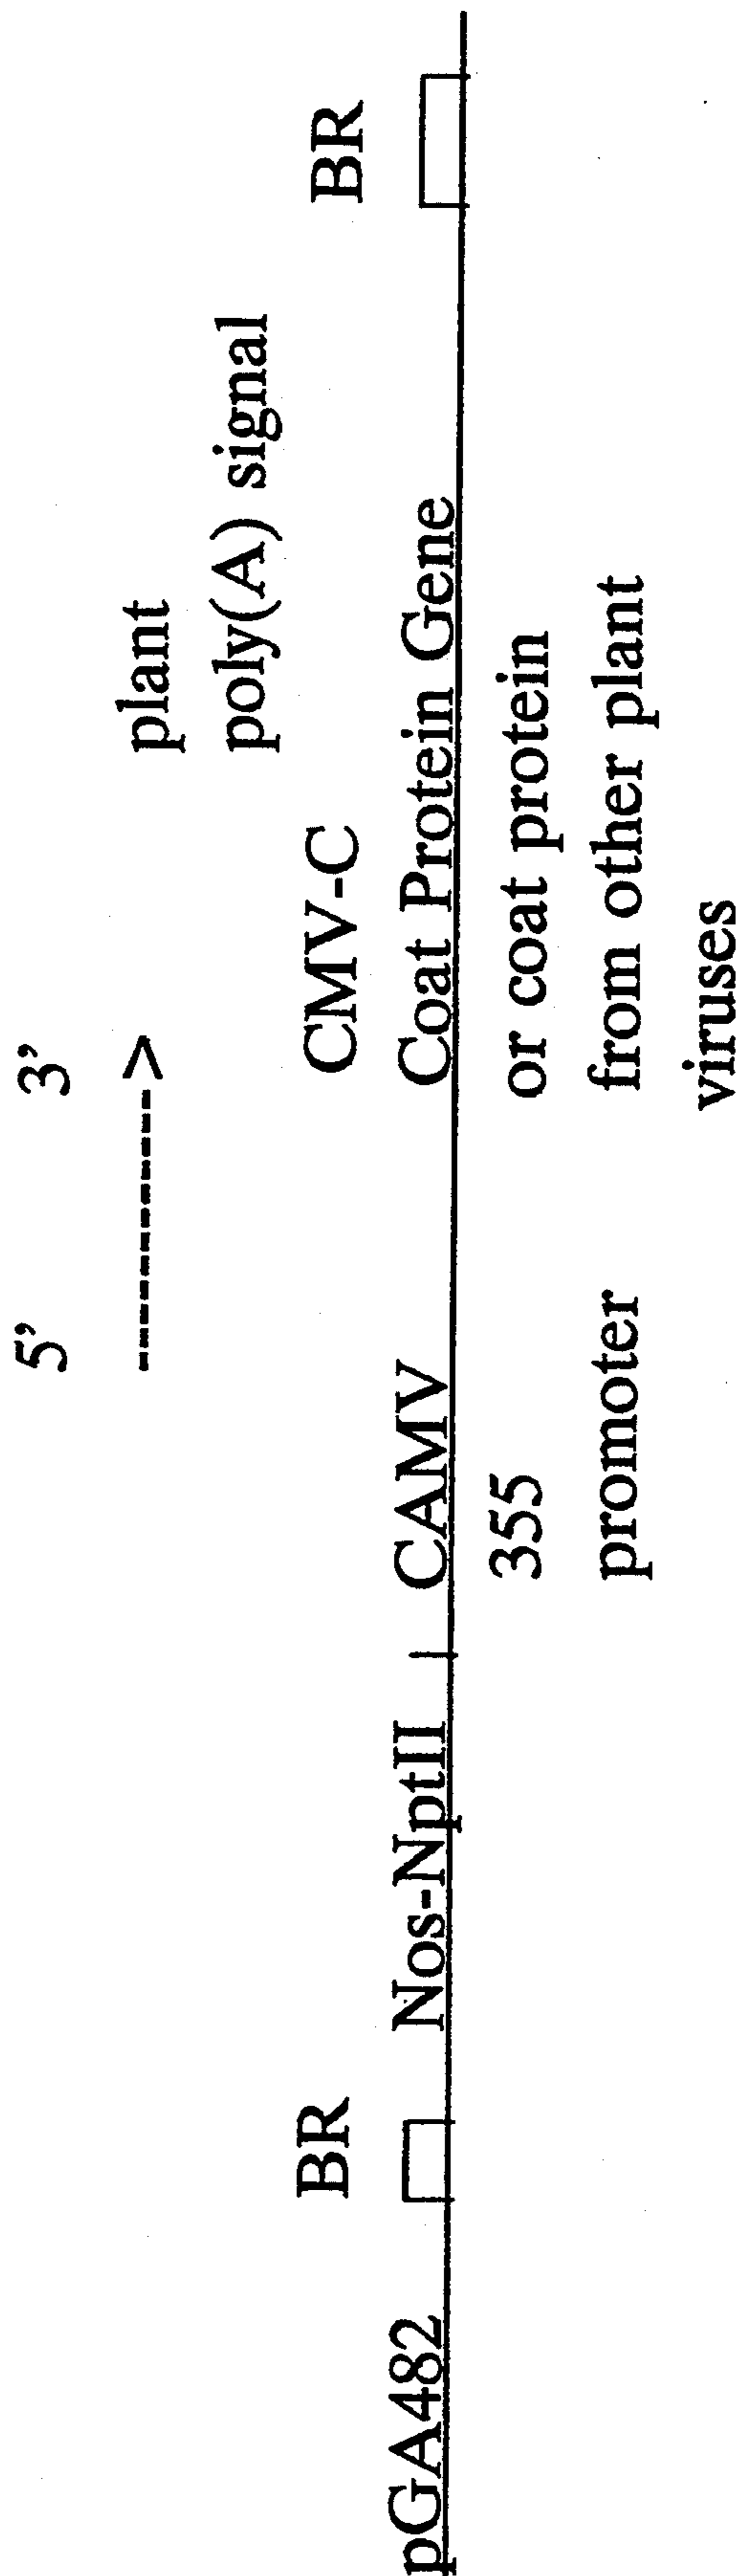 5' 3'
---------->
plant
poly(A) signal
BR CMV-C BR
pGA482 Nos-NptII CAMV Coat Protein Gene
355 or coat protein
promoter from other plant
viruses